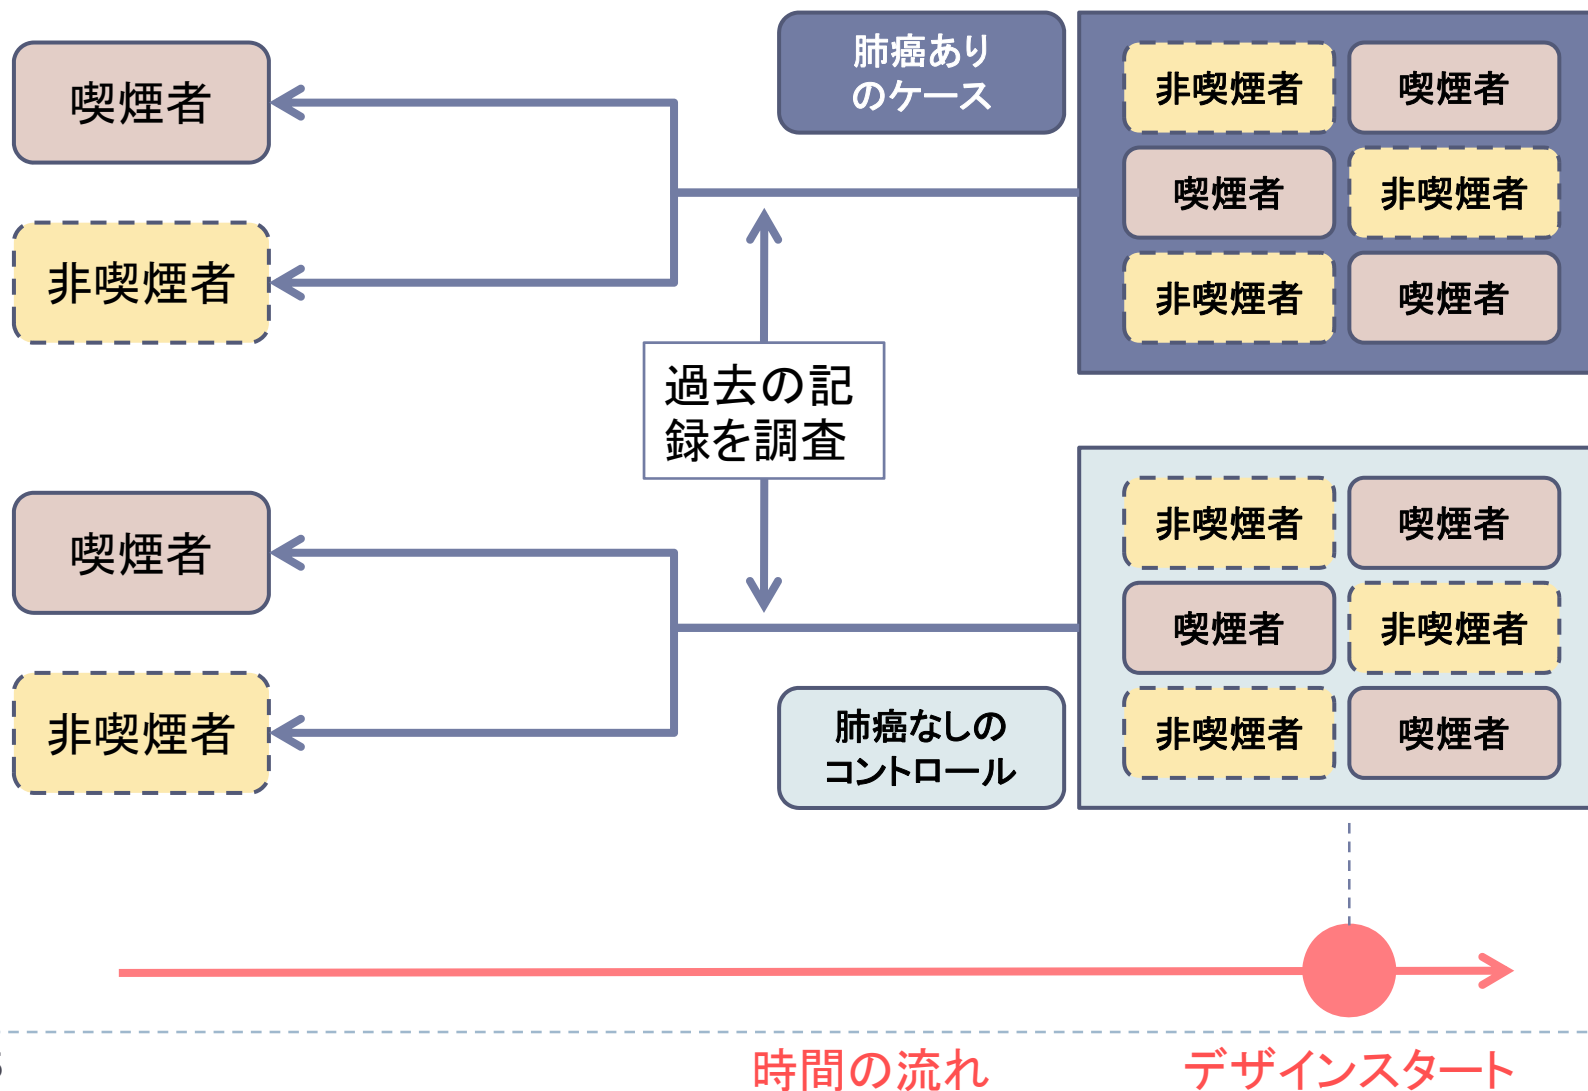 喫煙者
非喫煙者
肺癌あり
のケース
非喫煙者 喫煙者
喫煙者 非喫煙者
非喫煙者 喫煙者
過去の記
録を調査
喫煙者
非喫煙者
肺癌なしの
コントロール
非喫煙者 喫煙者
喫煙者 非喫煙者
非喫煙者 喫煙者
時間の流れ
デザインスタート